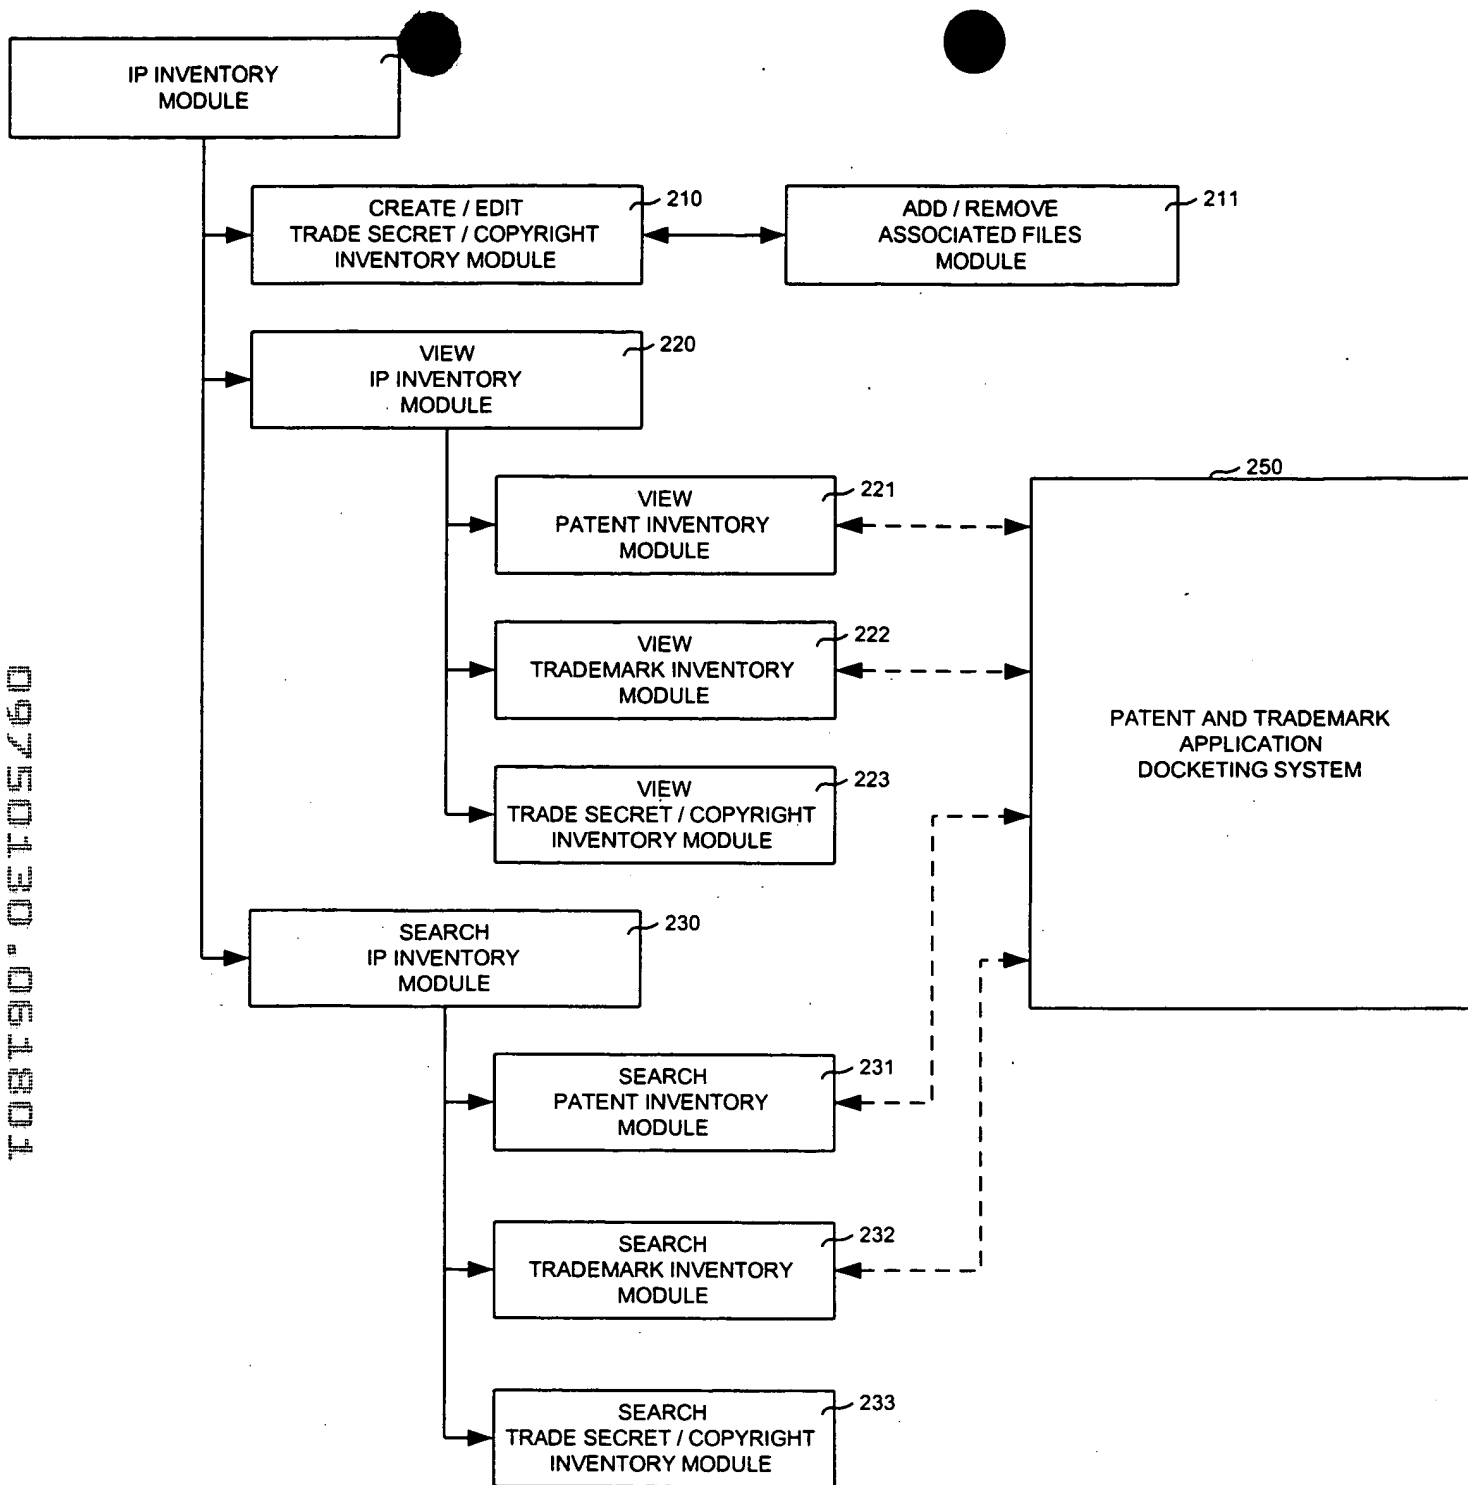 IP INVENTORY
MODULE
CREATE / EDIT
TRADE SECRET / COPYRIGHT
INVENTORY MODULE
210
ADD / REMOVE
ASSOCIATED FILES
MODULE
211
VIEW
IP INVENTORY
MODULE
220
VIEW
PATENT INVENTORY
MODULE
221
250
VIEW
TRADEMARK INVENTORY
MODULE
222
PATENT AND TRADEMARK
APPLICATION
DOCKETING SYSTEM
VIEW
TRADE SECRET / COPYRIGHT
INVENTORY MODULE
223
SEARCH
IP INVENTORY
MODULE
230
SEARCH
PATENT INVENTORY
MODULE
231
SEARCH
TRADEMARK INVENTORY
MODULE
232
SEARCH
TRADE SECRET / COPYRIGHT
INVENTORY MODULE
233
09750130.061801